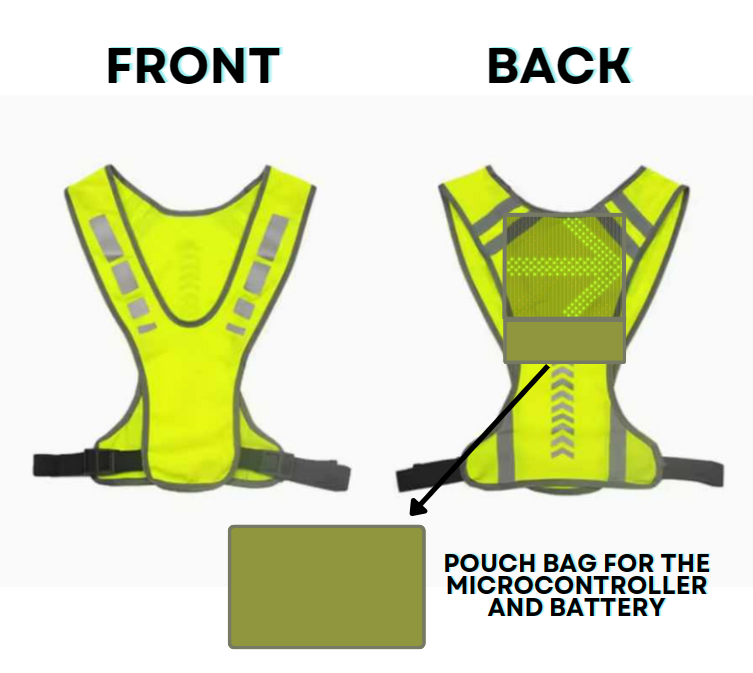 FRONT
BACK
POUCH BAG FOR THE
MICROCONTROLLER
AND BATTERY